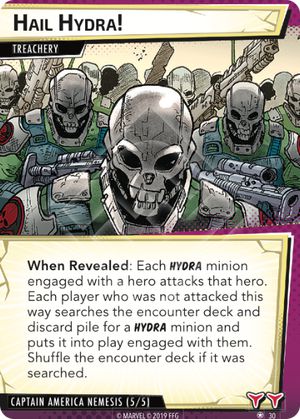 Hail Hydra!
TREACHERY
When Revealed: Each HYDRA minion
engaged with a hero attacks that hero.
Each player who was not attacked this
way searches the encounter deck and
discard pile for a HYDRA minion and
puts it into play engaged with them.
Shuffle the encounter deck if it was
searched.
CAPTAIN AMERICA NEMESIS (5/5)
© MARVEL © 2019 FFG
30